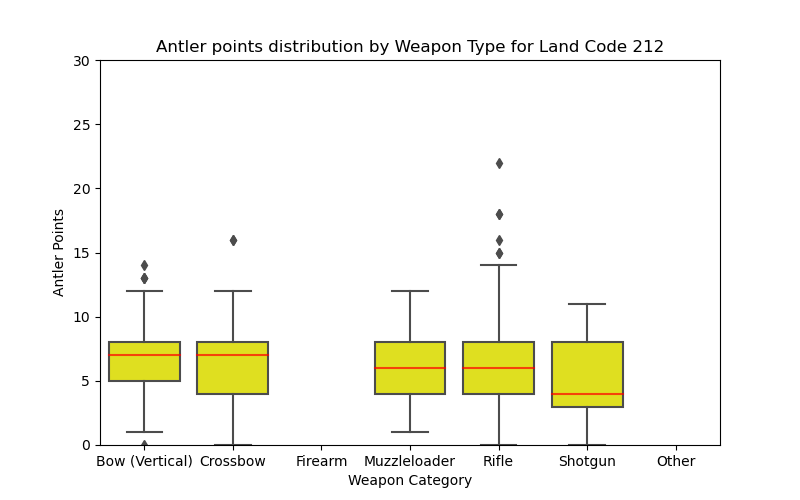 Antler points distribution by Weapon Type for Land Code 212
30
25
20
15
10
5
0
Antler Points
Bow (Vertical) Crossbow Firearm Muzzleloader Rifle Shotgun Other
Weapon Category